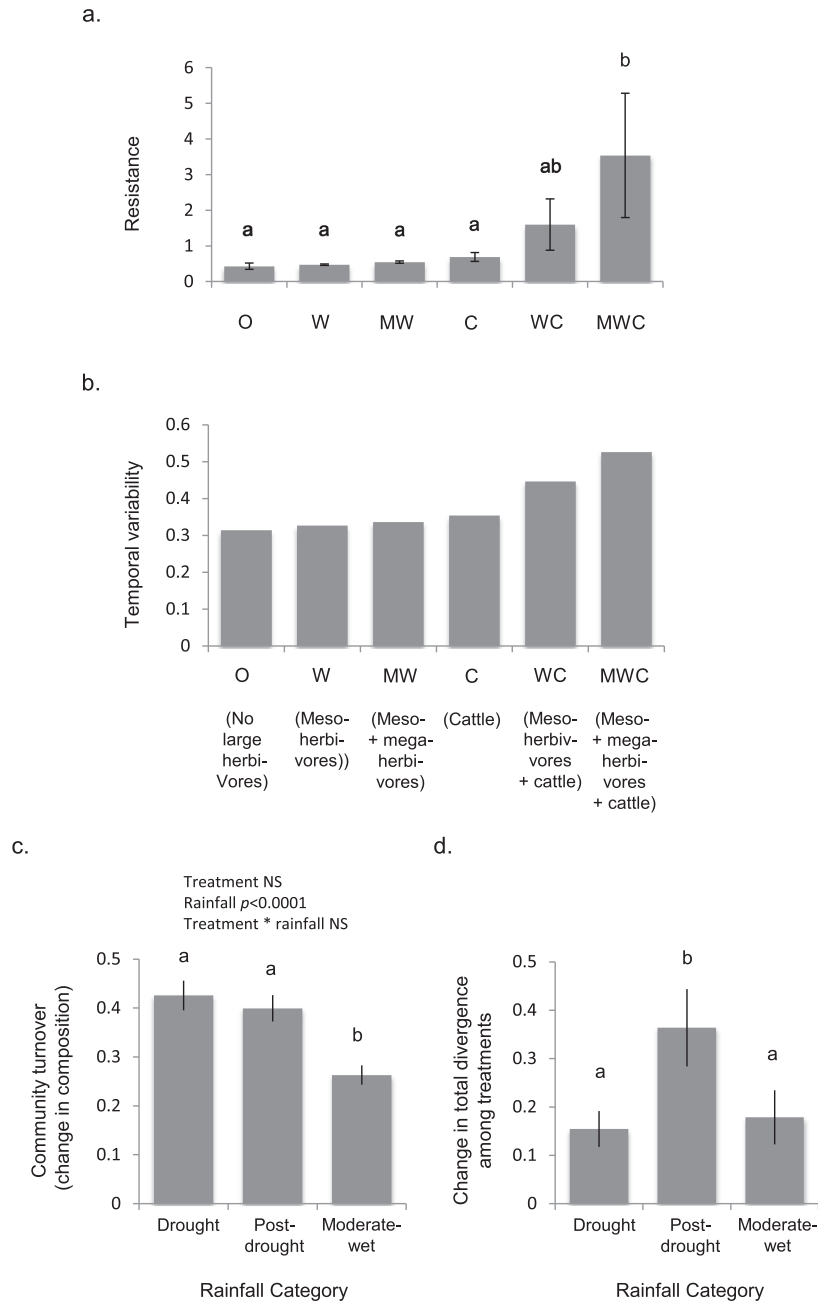 a.
6
5
4
3
2
1
0
Resistance
a
a
a
a
ab
b
O W MW C WC MWC
b.
0.6
0.5
0.4
0.3
0.2
0.1
0
Temporal variability
O W MW C WC MWC
(No
large
herbi-
Vores)
(Meso-
herbi-
vores))
(Meso-
+ mega-
herbi-
vores)
(Cattle)
(Meso-
herbiv-
vores
+ cattle)
(Meso-
+ mega-
herbi-
vores
+ cattle)
c.
Treatment NS
Rainfall p<0.0001
Treatment * rainfall NS
0.5
0.4
0.3
0.2
0.1
0
Community turnover
(change in composition)
a
a
b
Drought
Post-
drought
Moderate-
wet
Rainfall Category
d.
0.5
0.4
0.3
0.2
0.1
0
Change in total divergence
among treatments
a
b
a
Drought
Post-
drought
Moderate-
wet
Rainfall Category